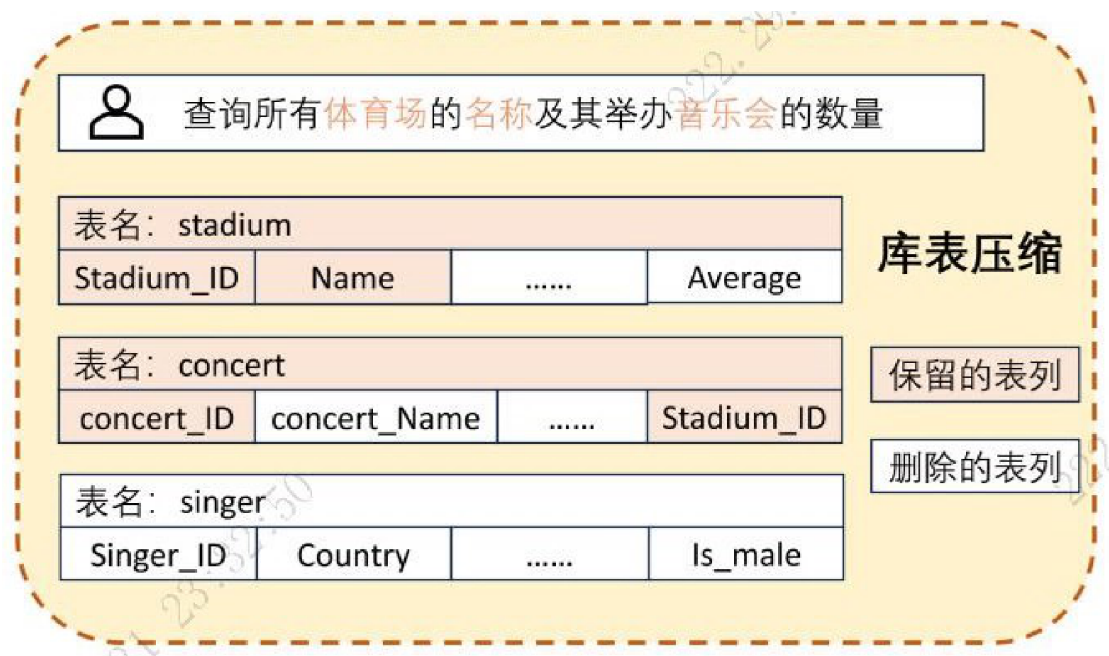 查询所有体育场的名称及其举办音乐会的数量
表名：stadium
Stadium_ID Name …… Average
库表压缩
表名：concert
concert_ID concert_Name …… Stadium_ID
保留的表列
删除的表列
表名：singer
Singer_ID Country …… Is_male